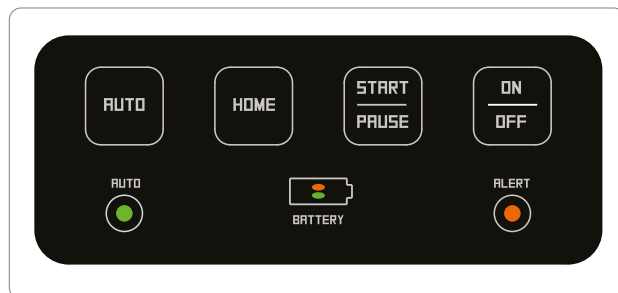 AUTO
HOME
START
PAUSE
ON
OFF
AUTO
BATTERY
ALERT